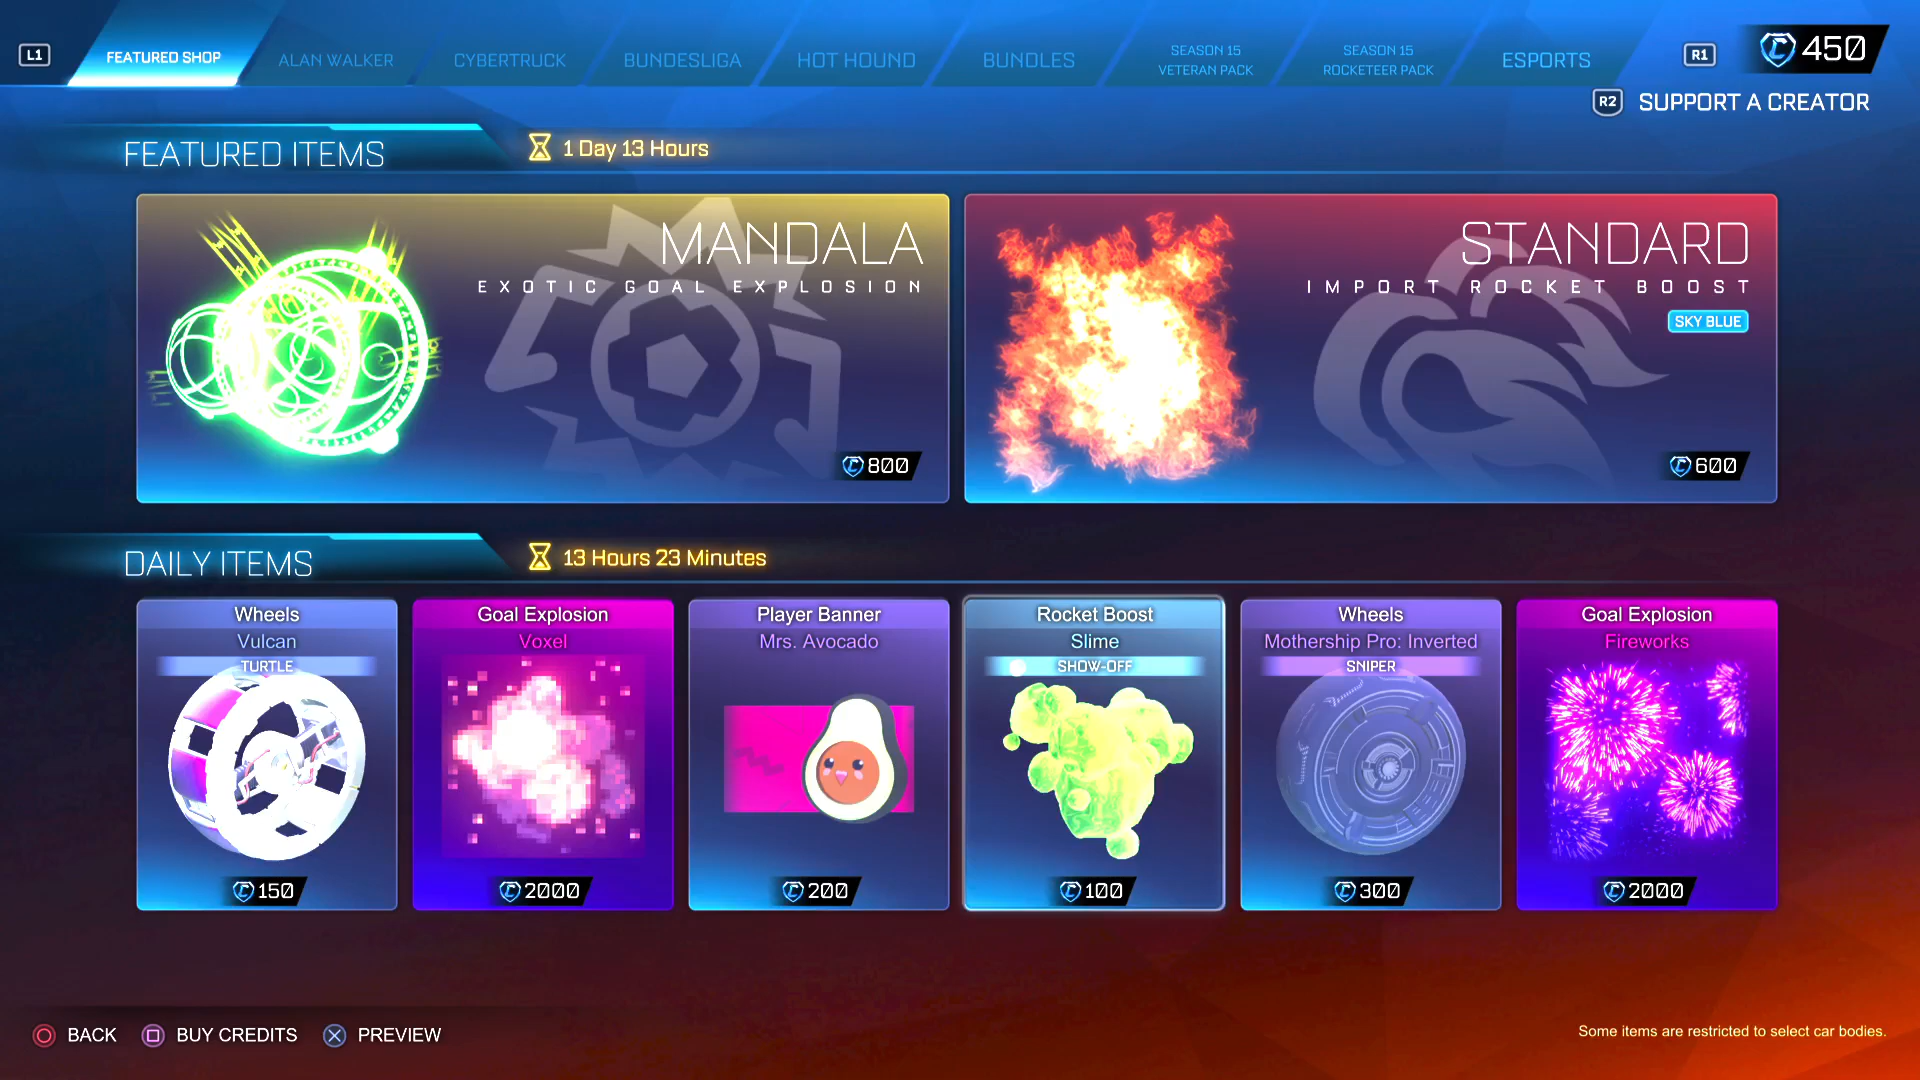 L1
FEATURED SHOP
ALAN WALKER
CYBERTRUCK
BUNDESLIGA
HOT HOUND
BUNDLES
SEASON 15
VETERAN PACK
SEASON 15
ROCKETEER PACK
ESPORTS
R1
450
R2 SUPPORT A CREATOR
FEATURED ITEMS
1 Day 13 Hours
MANDALA
EXOTIC GOAL EXPLOSION
800
STANDARD
IMPORT ROCKET BOOST
SKY BLUE
600
DAILY ITEMS
13 Hours 23 Minutes
Wheels
Vulcan
TURTLE
150
Goal Explosion
Voxel
2000
Player Banner
Mrs. Avocado
200
Rocket Boost
Slime
SHOW-OFF
100
Wheels
Mothership Pro: Inverted
SNIPER
300
Goal Explosion
Fireworks
2000
BACK
BUY CREDITS
PREVIEW
Some items are restricted to select car bodies.